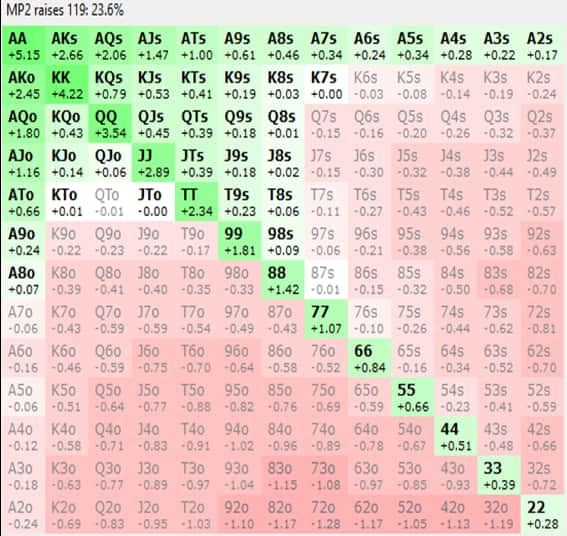 MP2 raises 119: 23.6%
AA AKs AQs AJs ATs A9s A8s A7s A6s A5s A4s A3s A2s
+5.15 +2.66 +2.06 +1.47 +1.00 +0.61 +0.46 +0.34 +0.24 +0.34 +0.28 +0.22 +0.17
AKo KK KQs KJs KTs K9s K8s K7s K6s K5s K4s K3s K2s
+2.45 +4.22 +0.79 +0.53 +0.41 +0.19 +0.03 +0.00 -0.03 -0.08 -0.14 -0.19 -0.24
AQo KQo QQ QJs QTs Q9s Q8s Q7s Q6s Q5s Q4s Q3s Q2s
+1.80 +0.43 +3.54 +0.45 +0.39 +0.18 +0.01 -0.15 -0.16 -0.20 -0.26 -0.32 -0.37
AJo KJo QJo JJ JTs J9s J8s J7s J6s J5s J4s J3s J2s
+1.16 +0.14 +0.06 +2.89 +0.39 +0.18 +0.02 -0.15 -0.30 -0.32 -0.38 -0.44 -0.49
ATo KTo QTo JTo TT T9s T8s T7s T6s T5s T4s T3s T2s
+0.66 +0.01 -0.01 -0.00 +2.34 +0.23 +0.06 -0.11 -0.27 -0.43 -0.46 -0.52 -0.57
A9o K9o Q9o J9o T9o 99 98s 97s 96s 95s 94s 93s 92s
+0.24 -0.22 -0.23 -0.22 -0.17 +1.81 +0.09 -0.06 -0.21 -0.38 -0.56 -0.58 -0.63
A8o K8o Q8o J8o T8o 98o 88 87s 86s 85s 84s 83s 82s
+0.07 -0.39 -0.41 -0.40 -0.35 -0.33 +1.42 -0.01 -0.15 -0.32 -0.50 -0.68 -0.70
A7o K7o Q7o J7o T7o 97o 87o 77 76s 75s 74s 73s 72s
-0.06 -0.43 -0.59 -0.59 -0.54 -0.49 -0.43 +1.07 -0.10 -0.26 -0.44 -0.62 -0.81
A6o K6o Q6o J6o T6o 96o 86o 76o 66 65s 64s 63s 62s
-0.16 -0.46 -0.59 -0.75 -0.70 -0.64 -0.58 -0.52 +0.84 -0.16 -0.34 -0.52 -0.70
A5o K5o Q5o J5o T5o 95o 85o 75o 65o 55 54s 53s 52s
-0.06 -0.51 -0.64 -0.77 -0.88 -0.82 -0.76 -0.69 -0.59 +0.66 -0.23 -0.41 -0.59
A4o K4o Q4o J4o T4o 94o 84o 74o 64o 54o 44 43s 42s
-0.12 -0.58 -0.71 -0.83 -0.91 -1.02 -0.96 -0.89 -0.78 -0.67 +0.51 -0.48 -0.66
A3o K3o Q3o J3o T3o 93o 83o 73o 63o 53o 43o 33 32s
-0.18 -0.63 -0.77 -0.89 -0.97 -1.04 -1.15 -1.08 -0.97 -0.85 -0.93 +0.39 -0.72
A2o K2o Q2o J2o T2o 92o 82o 72o 62o 52o 42o 32o 22
-0.24 -0.69 -0.83 -0.95 -1.03 -1.10 -1.17 -1.28 -1.17 -1.05 -1.13 -1.19 +0.28